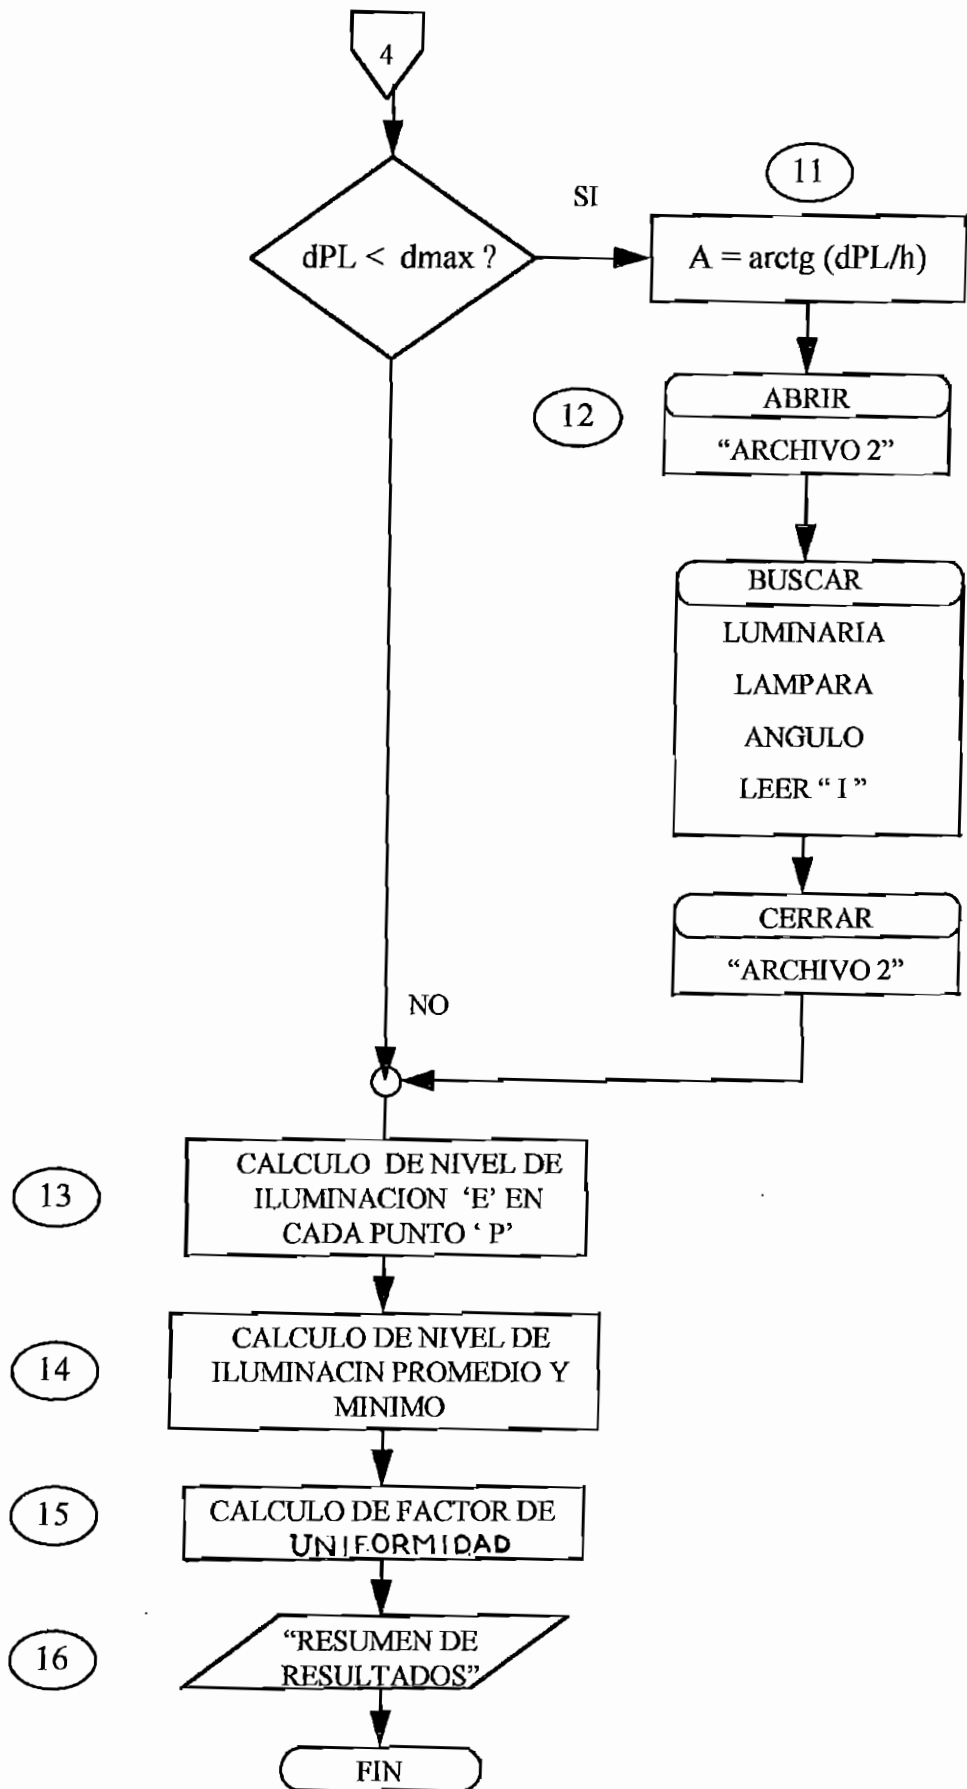 4
dPL < dmax ?
SI
11
A = arctg (dPL/h)
12
ABRIR
“ARCHIVO 2”
BUSCAR
LUMINARIA
LAMPARA
ANGULO
LEER “ I ”
CERRAR
“ARCHIVO 2”
NO
13
CALCULO DE NIVEL DE
ILUMINACION ‘E’ EN
CADA PUNTO ‘ P’
14
CALCULO DE NIVEL DE
ILUMINACIN PROMEDIO Y
MINIMO
15
CALCULO DE FACTOR DE
UNIFORMIDAD
16
“RESUMEN DE
RESULTADOS”
FIN